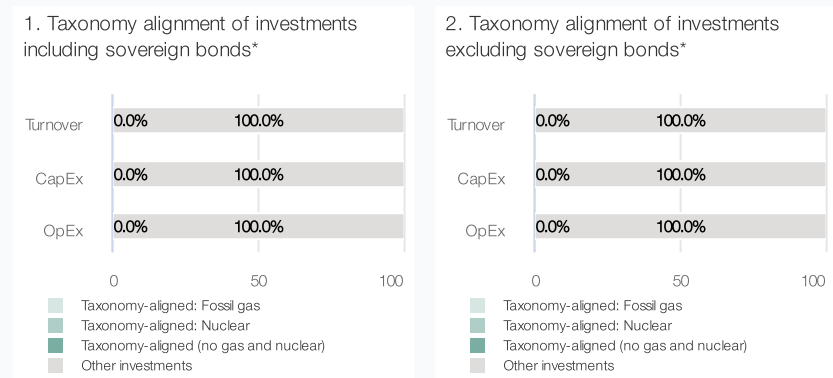 1. Taxonomy alignment of investments
including sovereign bonds*
Turnover 0.0% 100.0%
CapEx 0.0% 100.0%
OpEx 0.0% 100.0%
0 50 100
Taxonomy-aligned: Fossil gas
Taxonomy-aligned: Nuclear
Taxonomy-aligned (no gas and nuclear)
Other investments
2. Taxonomy alignment of investments
excluding sovereign bonds*
Turnover 0.0% 100.0%
CapEx 0.0% 100.0%
OpEx 0.0% 100.0%
0 50 100
Taxonomy-aligned: Fossil gas
Taxonomy-aligned: Nuclear
Taxonomy-aligned (no gas and nuclear)
Other investments